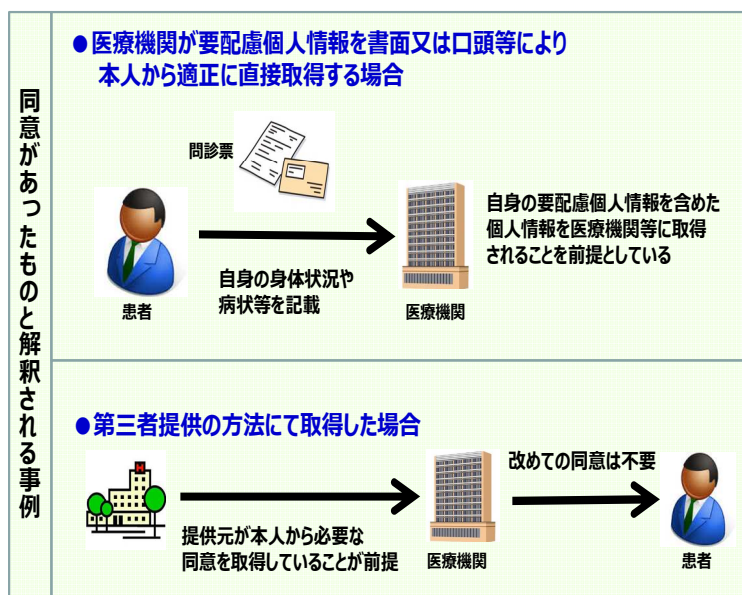 同意があったものと解釈される事例
●医療機関が要配慮個人情報を書面又は口頭等により
本人から適正に直接取得する場合
問診票
患者
自身の身体状況や
病状等を記載
医療機関
自身の要配慮個人情報を含めた
個人情報を医療機関等に取得
されることを前提としている
●第三者提供の方法にて取得した場合
H
提供元が本人から必要な
同意を取得していることが前提
医療機関
改めての同意は不要
患者